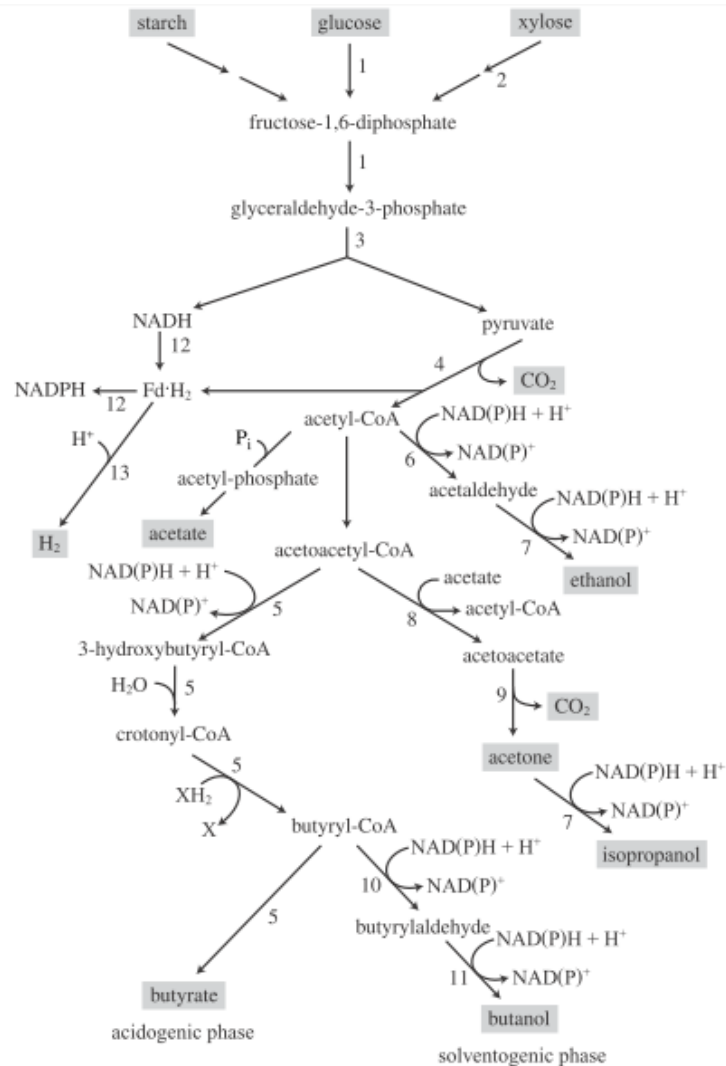 starch glucose xylose
1
2
fructose-1,6-diphosphate
1
glyceraldehyde-3-phosphate
3
NADH
pyruvate
12
4
CO₂
NADPH 12 Fd·H₂
acetyl-CoA
NAD(P)H + H⁺
H⁺
Pᵢ
6
NAD(P)⁺
13
acetyl-phosphate
acetaldehyde
NAD(P)H + H⁺
acetate
7
NAD(P)⁺
H₂
acetoacetyl-CoA
ethanol
NAD(P)H + H⁺
acetate
NAD(P)⁺
5
8
acetyl-CoA
3-hydroxybutyryl-CoA
acetoacetate
H₂O
5
9
CO₂
crotonyl-CoA
acetone
5
NAD(P)H + H⁺
XH₂
7
NAD(P)⁺
X
butyryl-CoA
NAD(P)H + H⁺
isopropanol
10
NAD(P)⁺
5
butyrylaldehyde
NAD(P)H + H⁺
11
NAD(P)⁺
butyrate
butanol
acidogenic phase
solventogenic phase